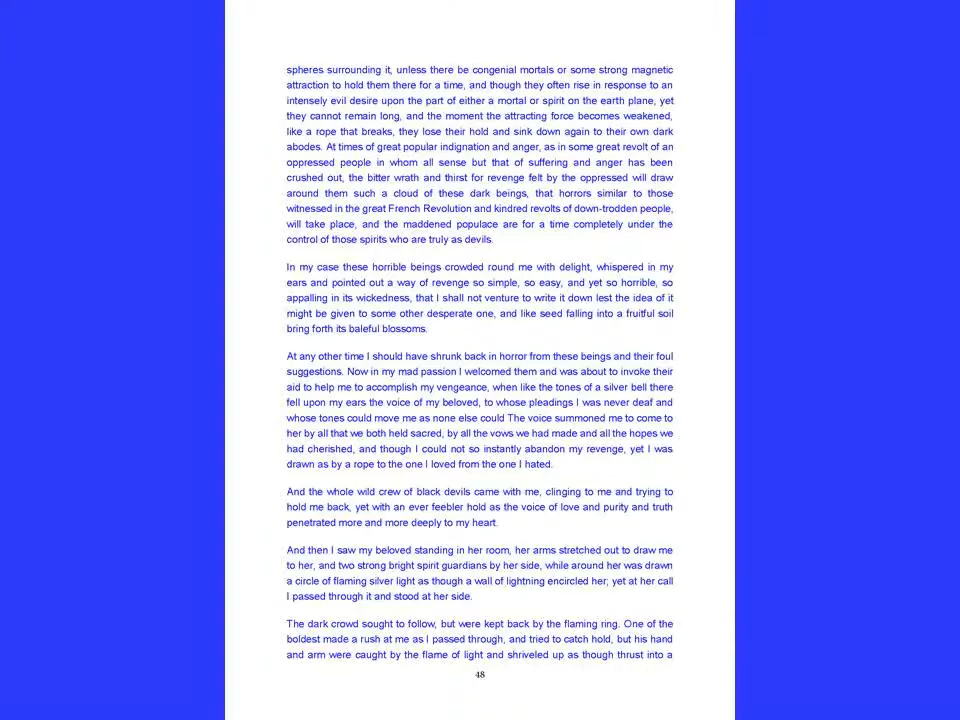 spheres surrounding it, unless there be congenial mortals or some strong magnetic
attraction to hold them there for a time, and though they often rise in response to an
intensely evil desire upon the part of either a mortal or spirit on the earth plane, yet
they cannot remain long, and the moment the attracting force becomes weakened,
like a rope that breaks, they lose their hold and sink down again to their own dark
abodes. At times of great popular indignation and anger, as in some great revolt of an
oppressed people in whom all sense but that of suffering and anger has been
crushed out, the bitter wrath and thirst for revenge felt by the oppressed will draw
around them such a cloud of these dark beings, that horrors similar to those
witnessed in the great French Revolution and kindred revolts of down-trodden people,
will take place, and the maddened populace are for a time completely under the
control of those spirits who are truly as devils.
In my case these horrible beings crowded round me with delight, whispered in my
ears and pointed out a way of revenge so simple, so easy, and yet so horrible, so
appalling in its wickedness, that I shall not venture to write it down lest the idea of it
might be given to some other desperate one, and like seed falling into a fruitful soil
bring forth its baleful blossoms.
At any other time I should have shrunk back in horror from these beings and their foul
suggestions. Now in my mad passion I welcomed them and was about to invoke their
aid to help me to accomplish my vengeance, when like the tones of a silver bell there
fell upon my ears the voice of my beloved, to whose pleadings I was never deaf and
whose tones could move me as none else could The voice summoned me to come to
her by all that we both held sacred, by all the vows we had made and all the hopes we
had cherished, and though I could not so instantly abandon my revenge, yet I was
drawn as by a rope to the one I loved from the one I hated.
And the whole wild crew of black devils came with me, clinging to me and trying to
hold me back, yet with an ever feebler hold as the voice of love and purity and truth
penetrated more and more deeply to my heart.
And then I saw my beloved standing in her room, her arms stretched out to draw me
to her, and two strong bright spirit guardians by her side, while around her was drawn
a circle of flaming silver light as though a wall of lightning encircled her; yet at her call
I passed through it and stood at her side.
The dark crowd sought to follow, but were kept back by the flaming ring. One of the
boldest made a rush at me as I passed through, and tried to catch hold, but his hand
and arm were caught by the flame of light and shriveled up as though thrust into a
48